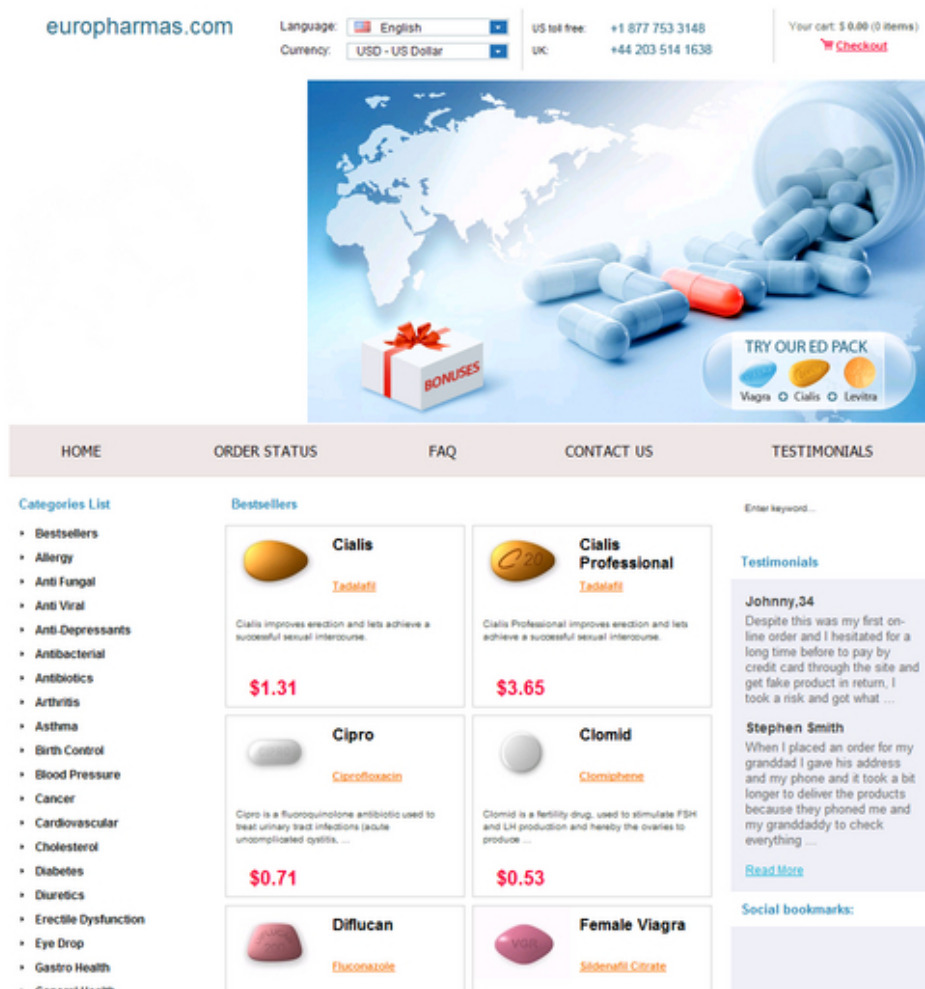 europharmas.com
Language: English
Currency: USD - US Dollar
US toll free: +1 877 753 3148
UK: +44 203 514 1638
Your cart: $ 0.00 (0 items)
Checkout
BONUSES
TRY OUR ED PACK
Viagra Cialis Levitra
HOME ORDER STATUS FAQ CONTACT US TESTIMONIALS
Categories List
Bestsellers
Allergy
Anti Fungal
Anti Viral
Anti-Depressants
Antibacterial
Antibiotics
Arthritis
Asthma
Birth Control
Blood Pressure
Cancer
Cardiovascular
Cholesterol
Diabetes
Diuretics
Erectile Dysfunction
Eye Drop
Gastro Health
Bestsellers
Cialis
Tadalafil
Cialis improves erection and lets achieve a
successful sexual intercourse.
$1.31
C 20
Cialis
Professional
Tadalafil
Cialis Professional improves erection and lets
achieve a successful sexual intercourse.
$3.65
Cipro
Ciprofloxacin
Cipro is a fluoroquinolone antibiotic used to
treat urinary tract infections (acute
uncomplicated cystitis, ...
$0.71
Clomid
Clomiphene
Clomid is a fertility drug, used to stimulate FSH
and LH production and hereby the ovaries to
produce ...
$0.53
Diflucan
Fluconazole
VGR
Female Viagra
Sildenafil Citrate
Enter keyword...
Testimonials
Johnny,34
Despite this was my first on-
line order and I hesitated for a
long time before to pay by
credit card through the site and
get fake product in return, I
took a risk and got what ...
Stephen Smith
When I placed an order for my
granddad I gave his address
and my phone and it took a bit
longer to deliver the products
because they phoned me and
my granddaddy to check
everything ...
Read More
Social bookmarks: